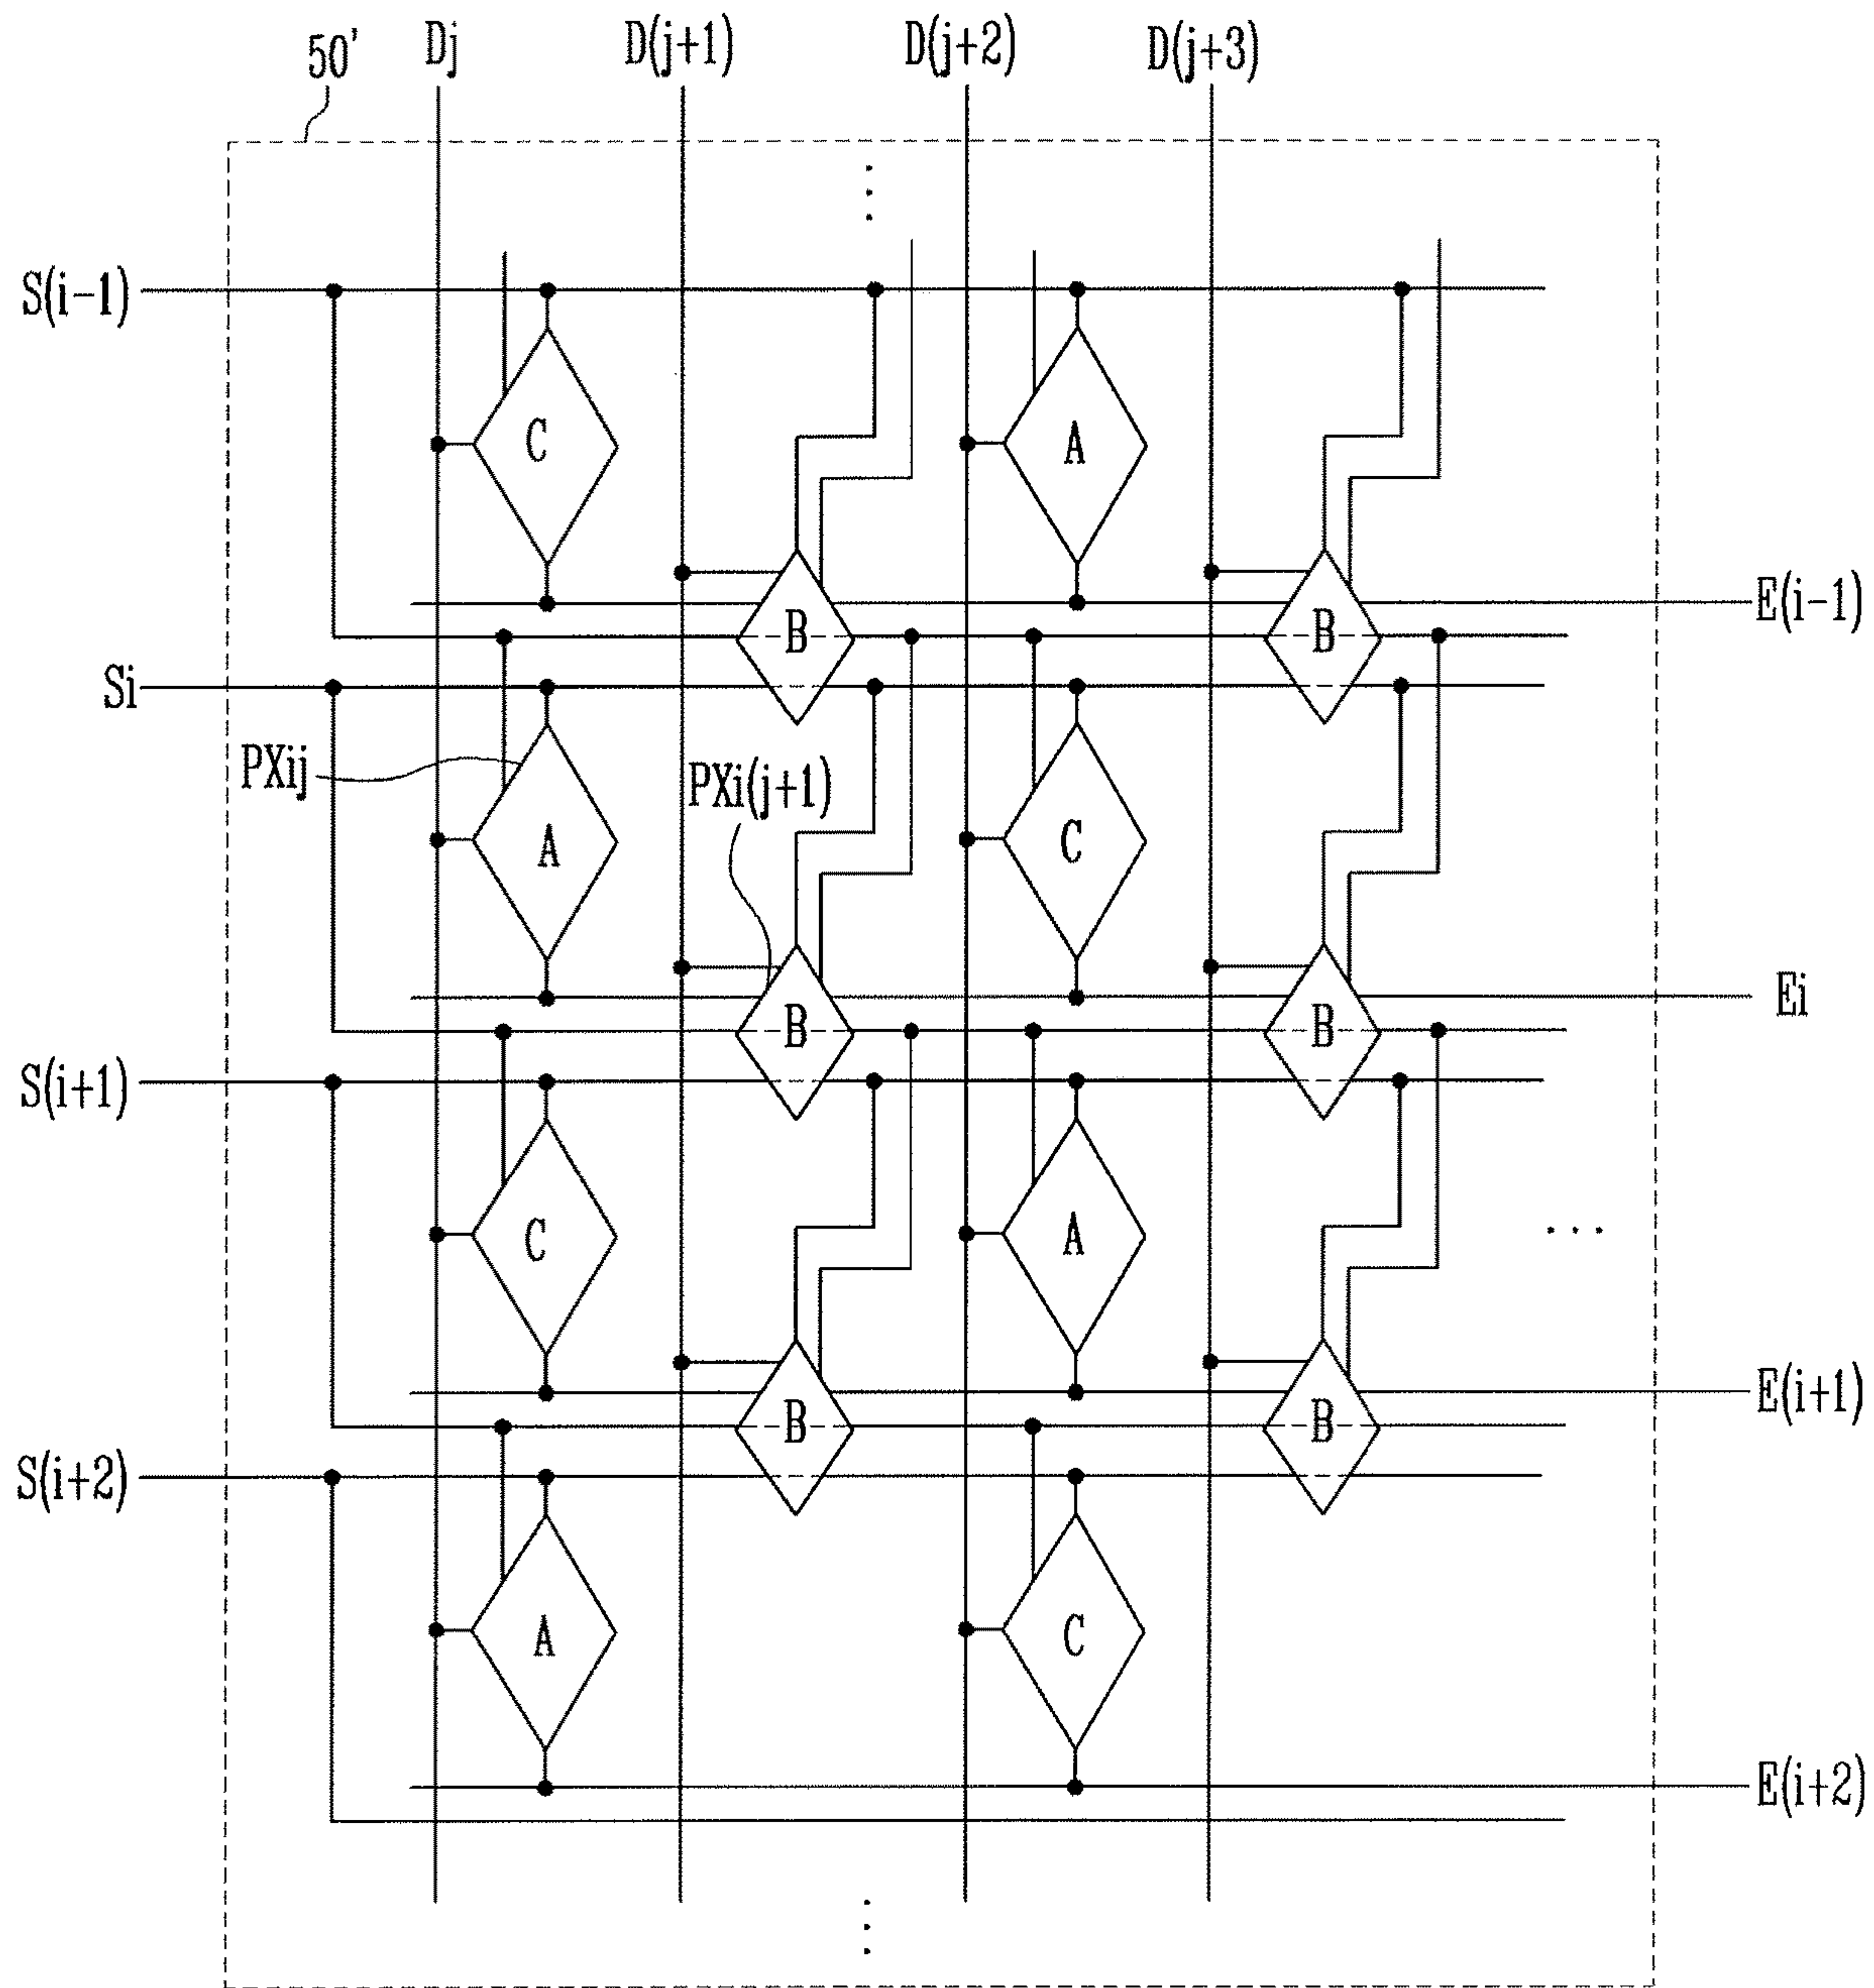 50' Dj D(j+1) D(j+2) D(j+3)
S(i-1)
C A
B B E(i-1)
Si
PXij PXi(j+1)
A C
B B Ei
S(i+1)
C A
B B E(i+1)
S(i+2)
A C
E(i+2)